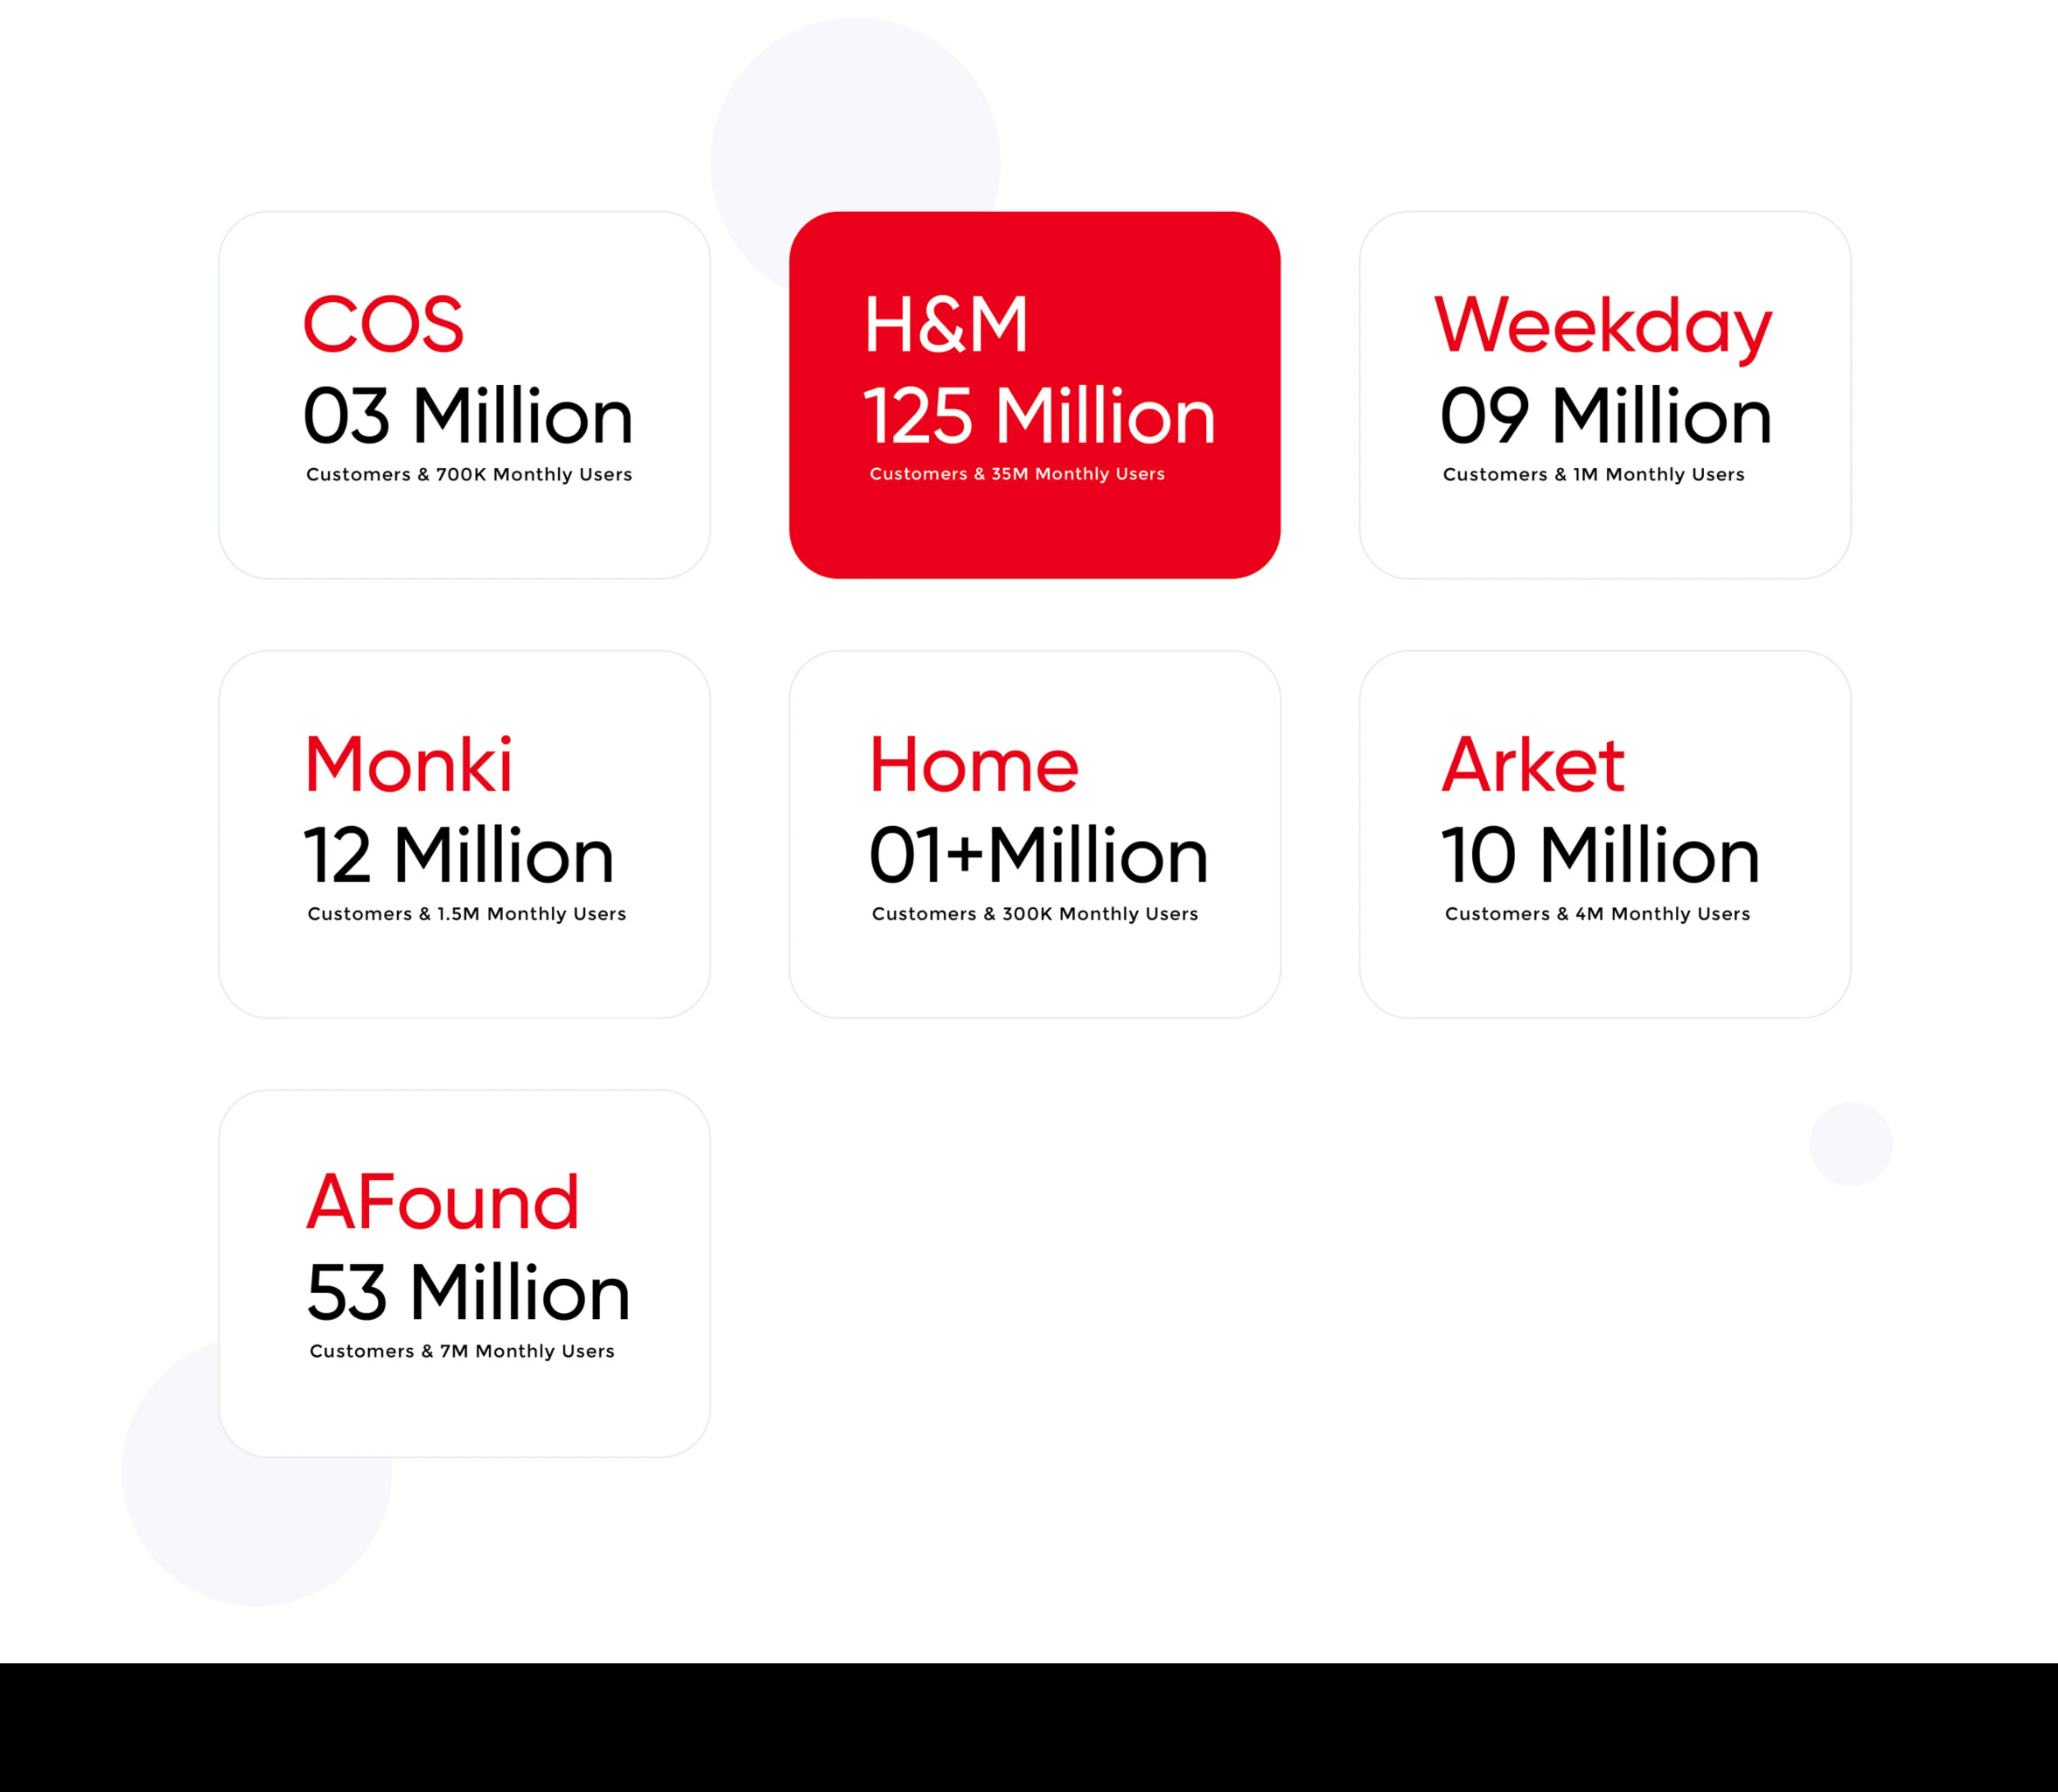 COS
03 Million
Customers & 700K Monthly Users
H&M
125 Million
Customers & 35M Monthly Users
Weekday
09 Million
Customers & 1M Monthly Users
Monki
12 Million
Customers & 1.5M Monthly Users
Home
01+Million
Customers & 300K Monthly Users
Arket
10 Million
Customers & 4M Monthly Users
AFound
53 Million
Customers & 7M Monthly Users